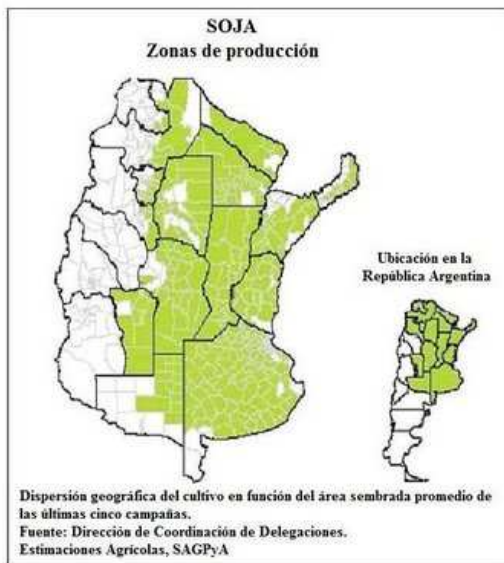 SOJA
Zonas de producción
Ubicación en la
República Argentina
Dispersión geográfica del cultivo en función del área sembrada promedio de
las últimas cinco campañas.
Fuente: Dirección de Coordinación de Delegaciones.
Estimaciones Agrícolas, SAGPyA